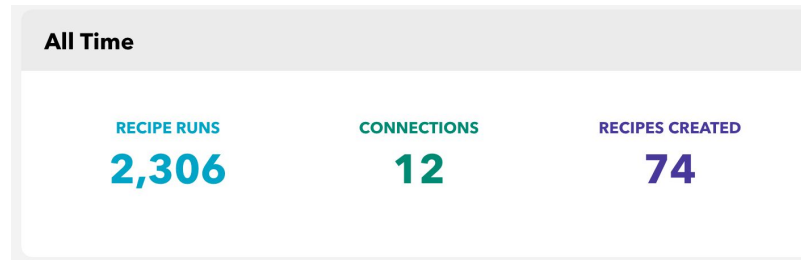 All Time
RECIPE RUNS
2,306
CONNECTIONS
12
RECIPES CREATED
74